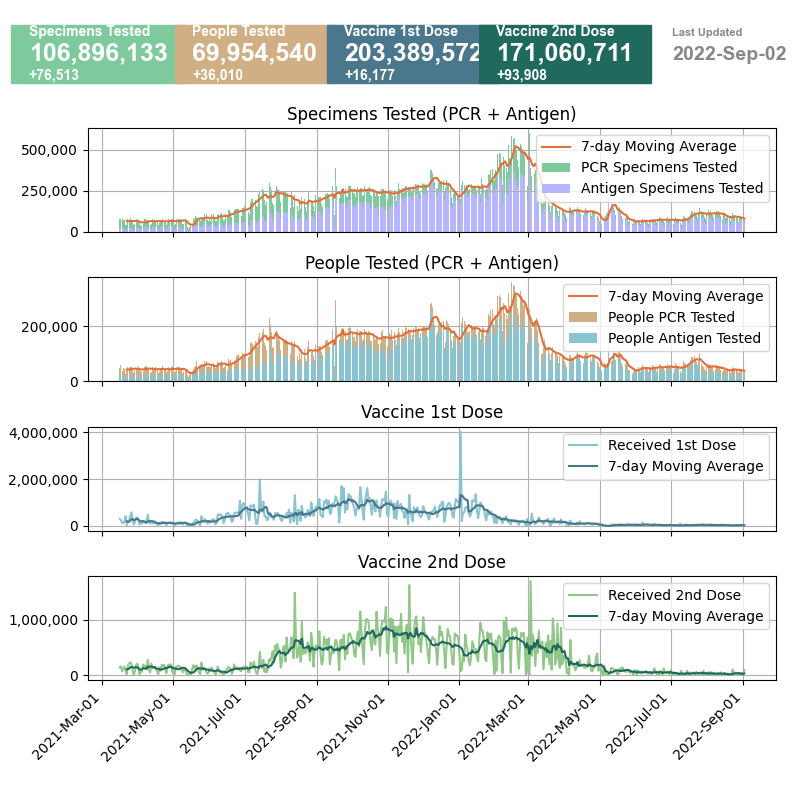 Specimens Tested
106,896,133
+76,513
People Tested
69,954,540
+36,010
Vaccine 1st Dose
203,389,572
+16,177
Vaccine 2nd Dose
171,060,711
+93,908
Last Updated
2022-Sep-02
Specimens Tested (PCR + Antigen)
500,000
250,000
0
7-day Moving Average
PCR Specimens Tested
Antigen Specimens Tested
People Tested (PCR + Antigen)
200,000
0
7-day Moving Average
People PCR Tested
People Antigen Tested
Vaccine 1st Dose
4,000,000
2,000,000
0
Received 1st Dose
7-day Moving Average
Vaccine 2nd Dose
1,000,000
0
Received 2nd Dose
7-day Moving Average
2021-Mar-01
2021-May-01
2021-Jul-01
2021-Sep-01
2021-Nov-01
2022-Jan-01
2022-Mar-01
2022-May-01
2022-Jul-01
2022-Sep-01